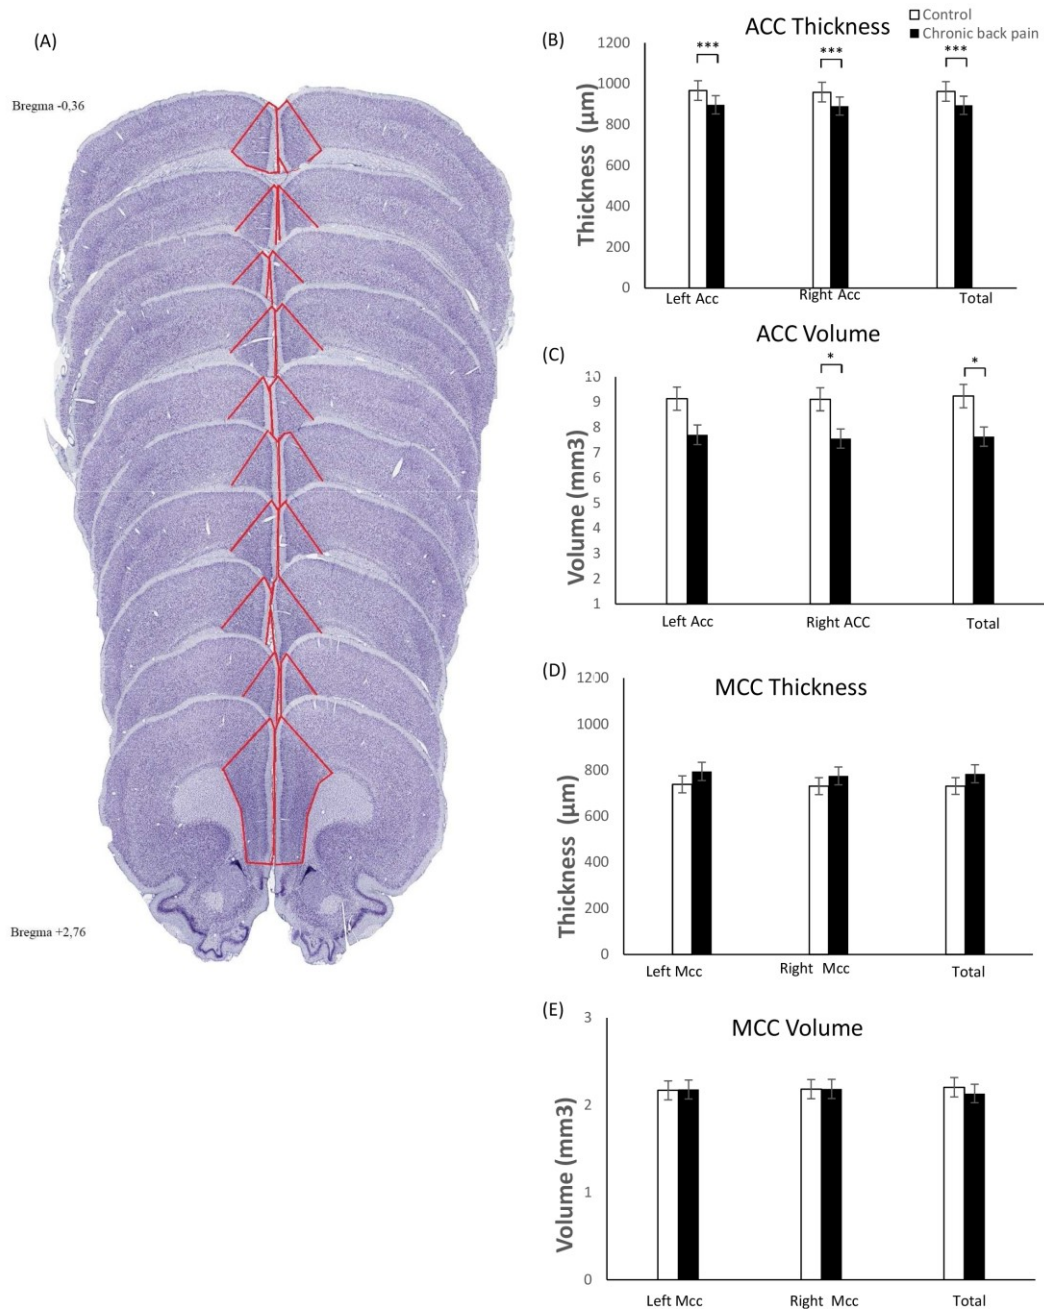 (A)
Bregma -0,36
Bregma +2,76
(B)
ACC Thickness
Control
Chronic back pain
Thickness (µm)
1200
1000
800
600
400
200
0
***
***
***
Left Acc
Right Acc
Total
(C)
ACC Volume
Volume (mm3)
10
9
8
7
6
5
4
3
2
1
*
*
Left Acc
Right ACC
Total
(D)
MCC Thickness
Thickness (µm)
1200
1000
800
600
400
200
0
Left Mcc
Right Mcc
Total
(E)
MCC Volume
Volume (mm3)
3
2
1
0
Left Mcc
Right Mcc
Total